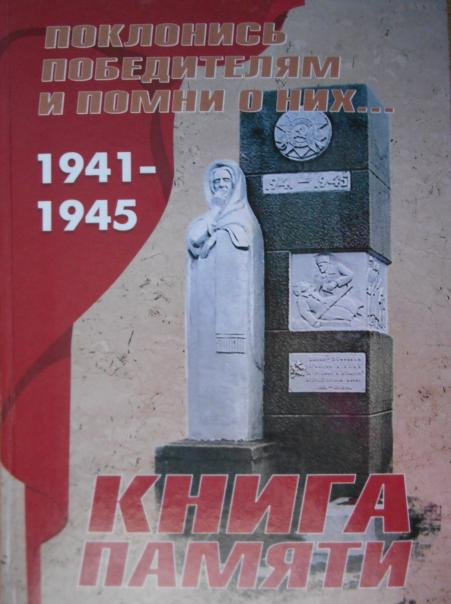 ПОКЛОНИСЬ
ПОБЕДИТЕЛЯМ
И ПОМНИ О НИХ...
1941-
1945
1941 — 1945
КНИГА
ПАМЯТИ